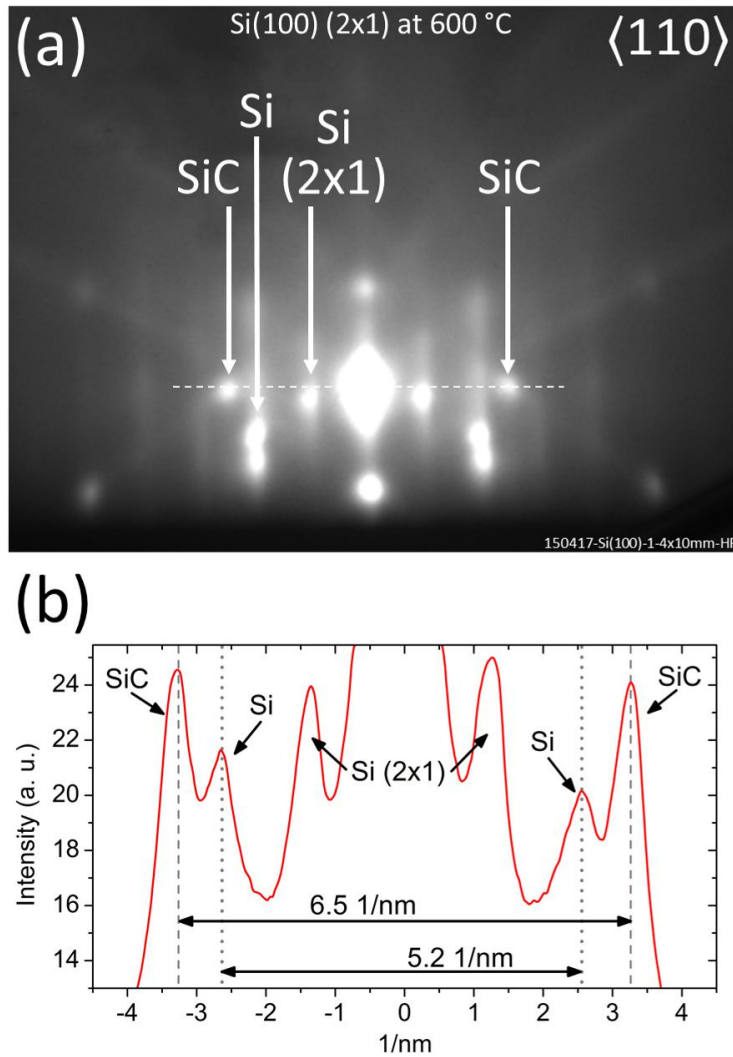 (a)
Si(100) (2x1) at 600 °C
⟨110⟩
Si
Si
SiC
(2x1)
SiC
150417-Si(100)-1-4x10mm-HF
(b)
SiC
SiC
Si
Si
Si (2x1)
6.5 1/nm
5.2 1/nm
Intensity (a. u.)
24
22
20
18
16
14
-4 -3 -2 -1 0 1 2 3 4
1/nm